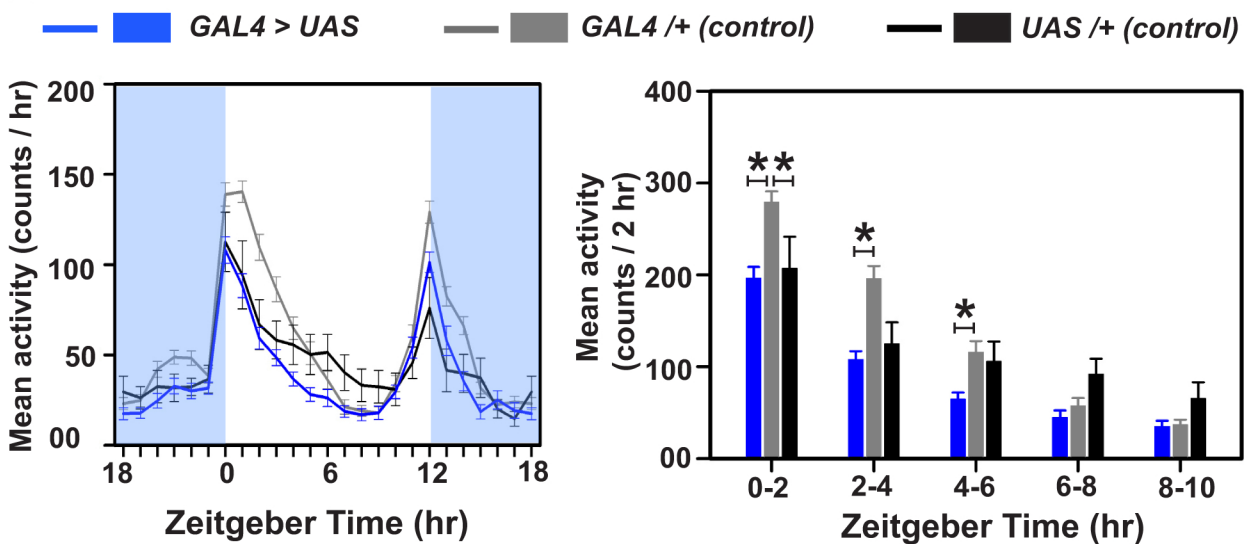 GAL4 > UAS
GAL4 /+ (control)
UAS /+ (control)
Mean activity (counts / hr)
200
150
100
50
00
18
0
6
12
18
Zeitgeber Time (hr)
Mean activity
(counts / 2 hr)
400
300
200
100
00
* *
*
*
0-2
2-4
4-6
6-8
8-10
Zeitgeber Time (hr)